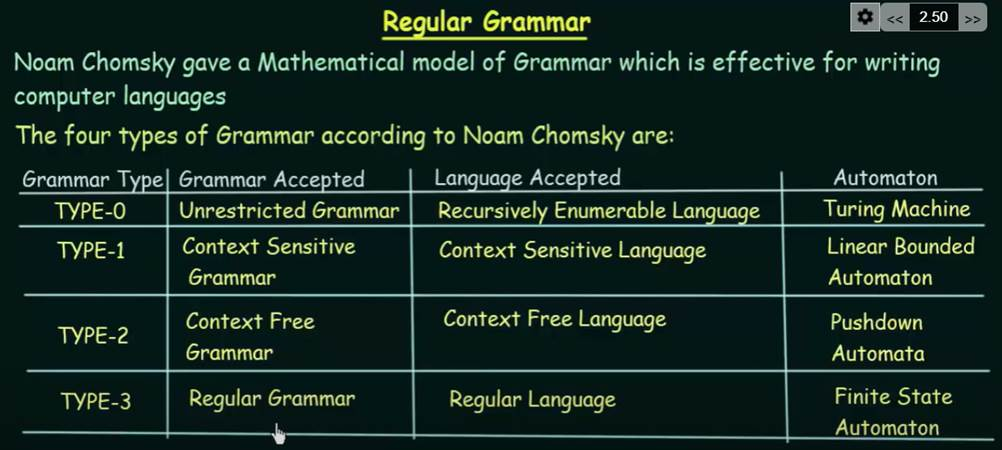 Regular Grammar
<< 2.50 >>
Noam Chomsky gave a Mathematical model of Grammar which is effective for writing
computer languages
The four types of Grammar according to Noam Chomsky are:
Grammar Type Grammar Accepted Language Accepted Automaton
TYPE-0 Unrestricted Grammar Recursively Enumerable Language Turing Machine
TYPE-1 Context Sensitive Context Sensitive Language Linear Bounded
Grammar Automaton
TYPE-2 Context Free Context Free Language Pushdown
Grammar Automata
TYPE-3 Regular Grammar Regular Language Finite State
Automaton